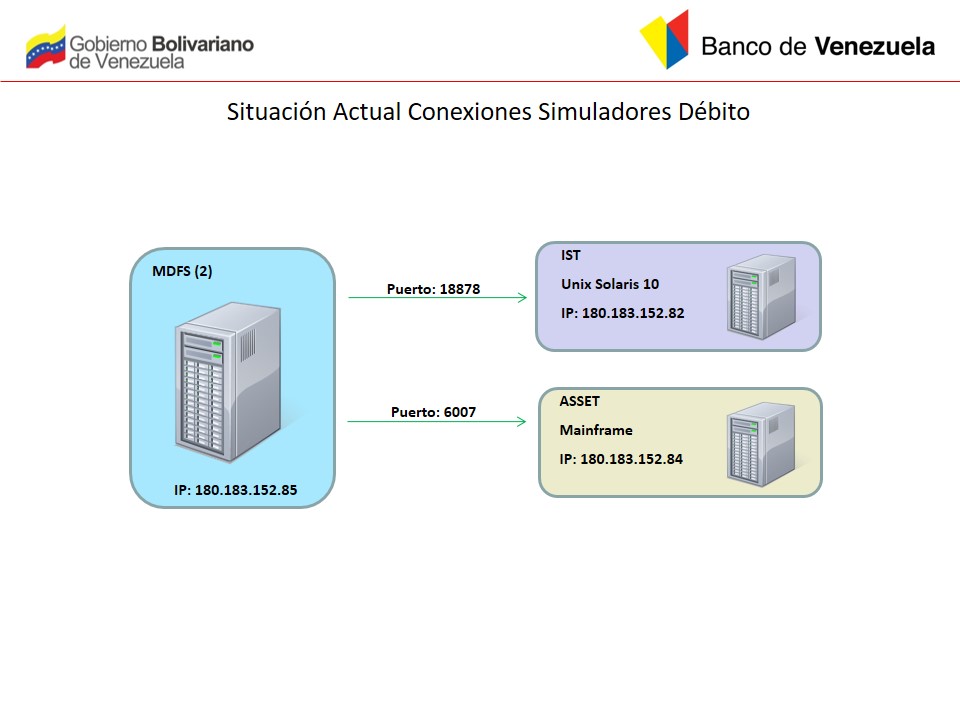 Gobierno Bolivariano
de Venezuela
Banco de Venezuela
Situación Actual Conexiones Simuladores Débito
MDFS (2)
IP: 180.183.152.85
Puerto: 18878
Puerto: 6007
IST
Unix Solaris 10
IP: 180.183.152.82
ASSET
Mainframe
IP: 180.183.152.84